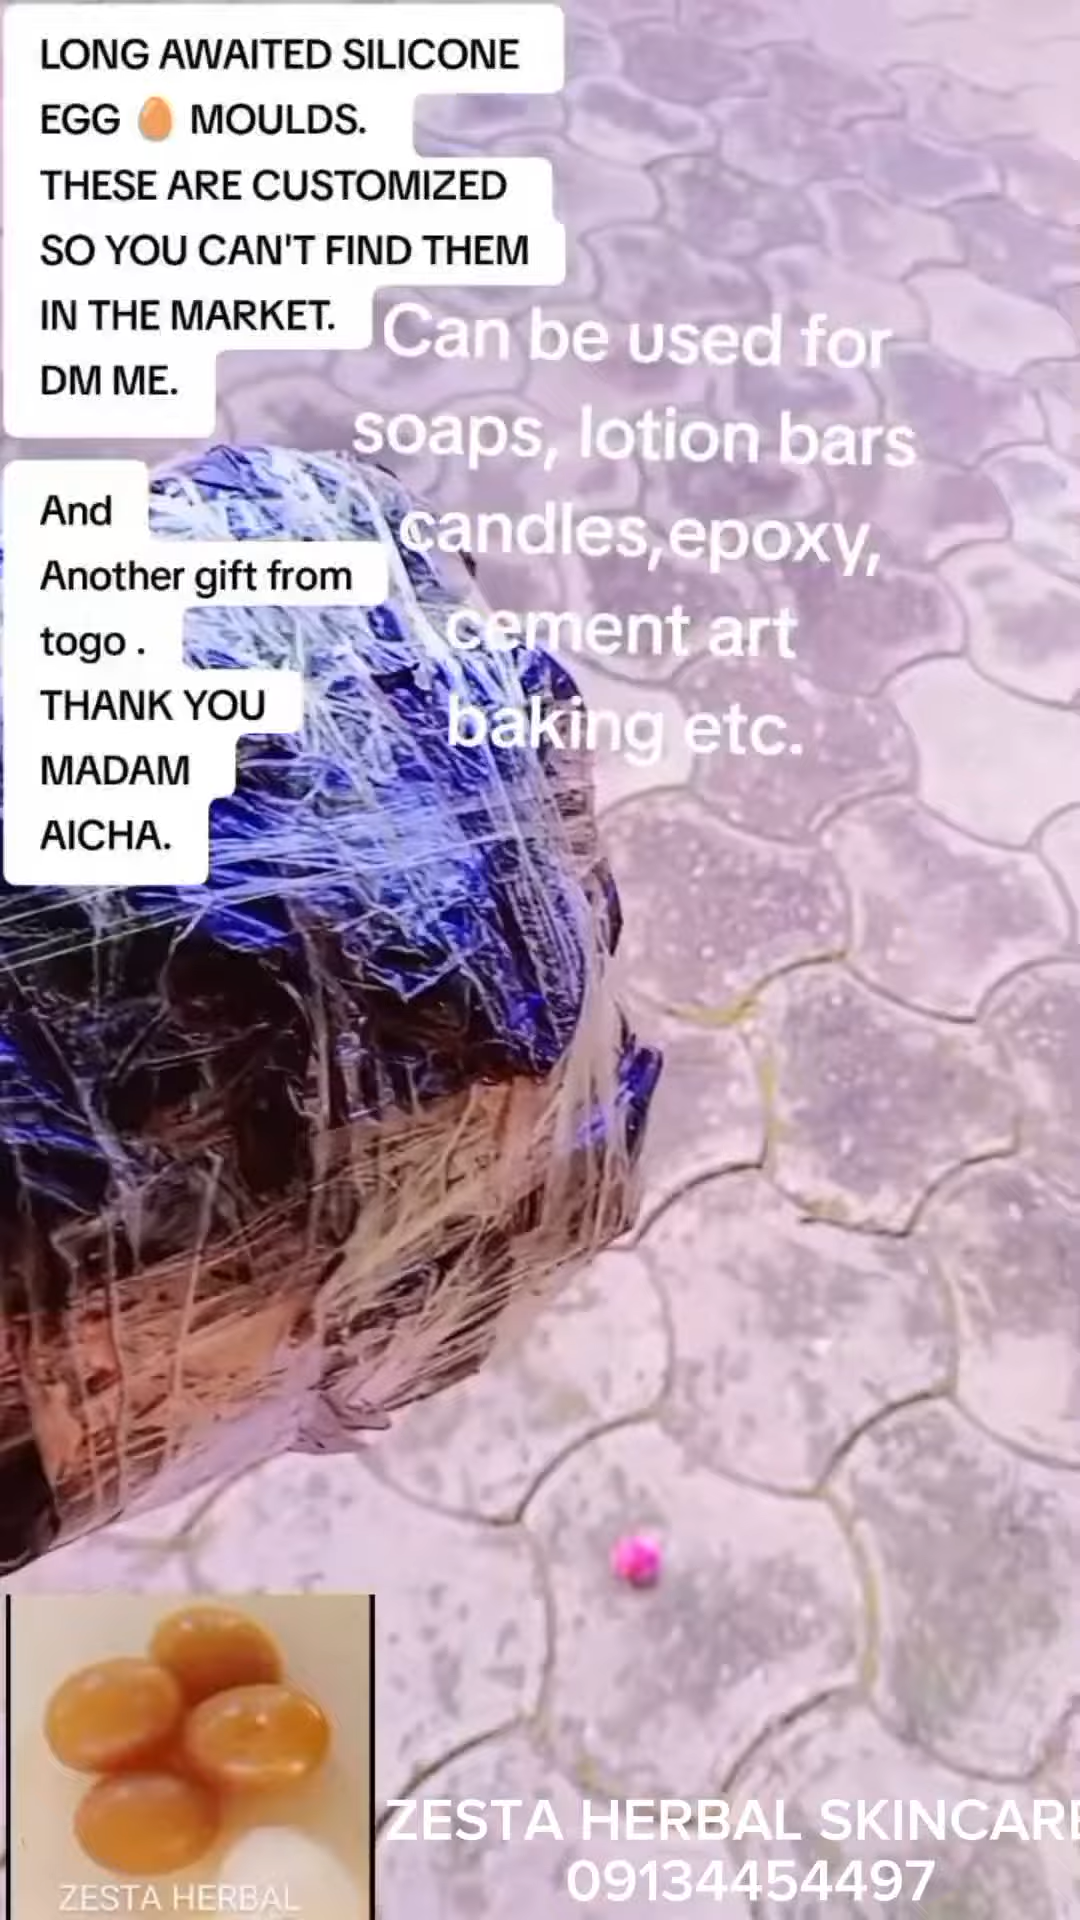 LONG AWAITED SILICONE
EGG 🥚 MOULDS.
THESE ARE CUSTOMIZED
SO YOU CAN'T FIND THEM
IN THE MARKET.
DM ME.
Can be used for
soaps, lotion bars
candles,epoxy,
cement art
baking etc.
And
Another gift from
togo .
THANK YOU
MADAM
AICHA.
ZESTA HERBAL
ZESTA HERBAL SKINCARE
09134454497